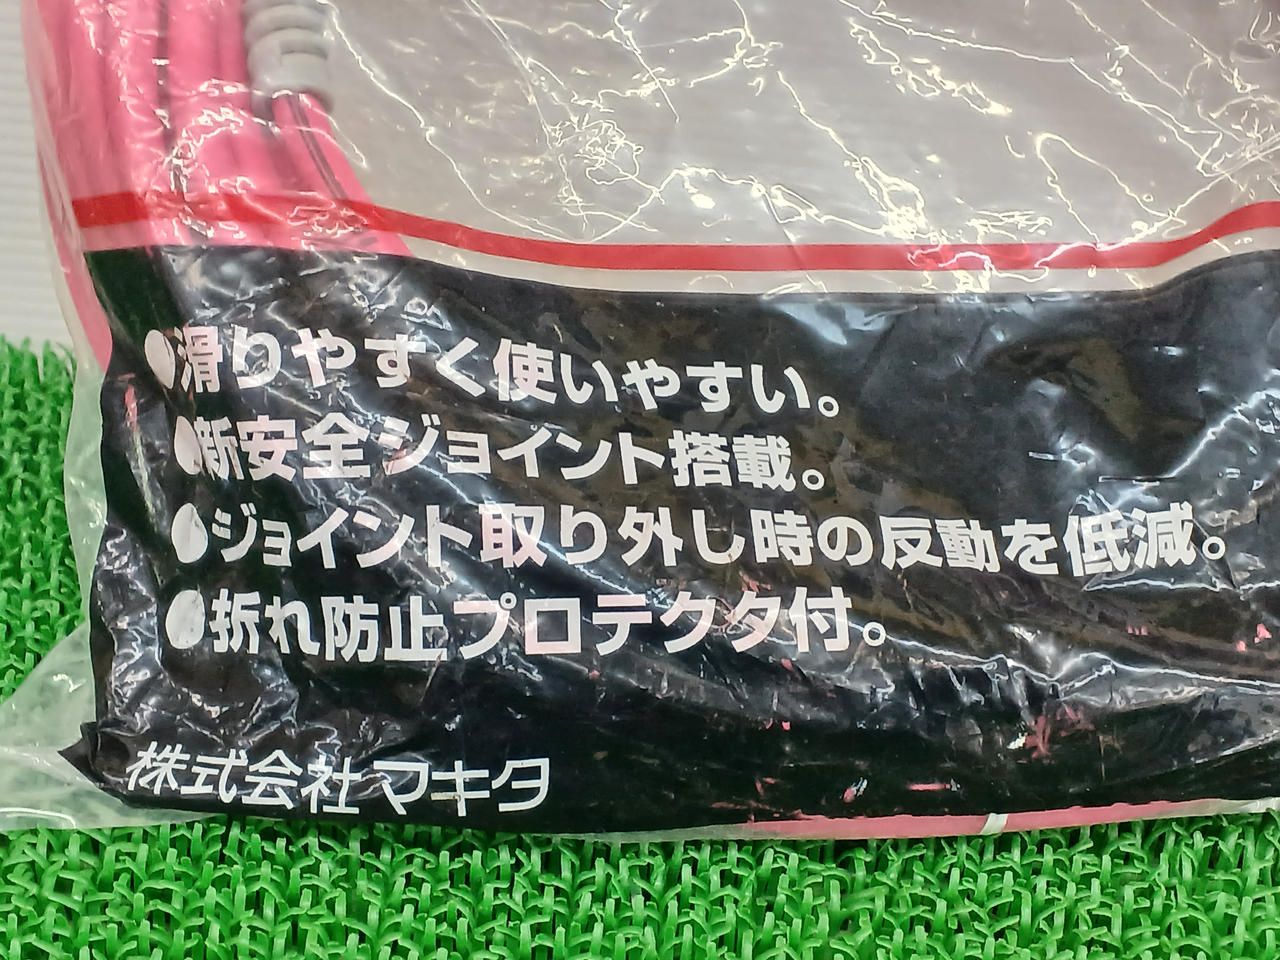 ●滑りやすく使いやすい。
●新安全ジョイント搭載。
●ジョイント取り外し時の反動を低減。
●折れ防止プロテクタ付。
株式会社マキタ